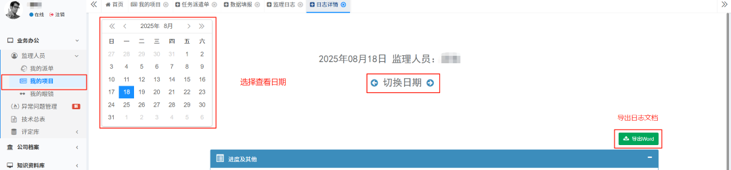 首页 我的项目 任务派遣单 数据填报 监理日志 日志详情
在线 注销
业务办公
监理人员
我的派单
我的项目
我的眼睛
异常问题管理
技术总表
评定库
公司档案
知识资料库
2025年 8月
日 一 二 三 四 五 六
27 28 29 30 31 1 2
3 4 5 6 7 8 9
10 11 12 13 14 15 16
17 18 19 20 21 22 23
24 25 26 27 28 29 30
31 1 2 3 4 5 6
选择查看日期
2025年08月18日 监理人员：
切换日期
导出日志文档
导出Word
进度及其他